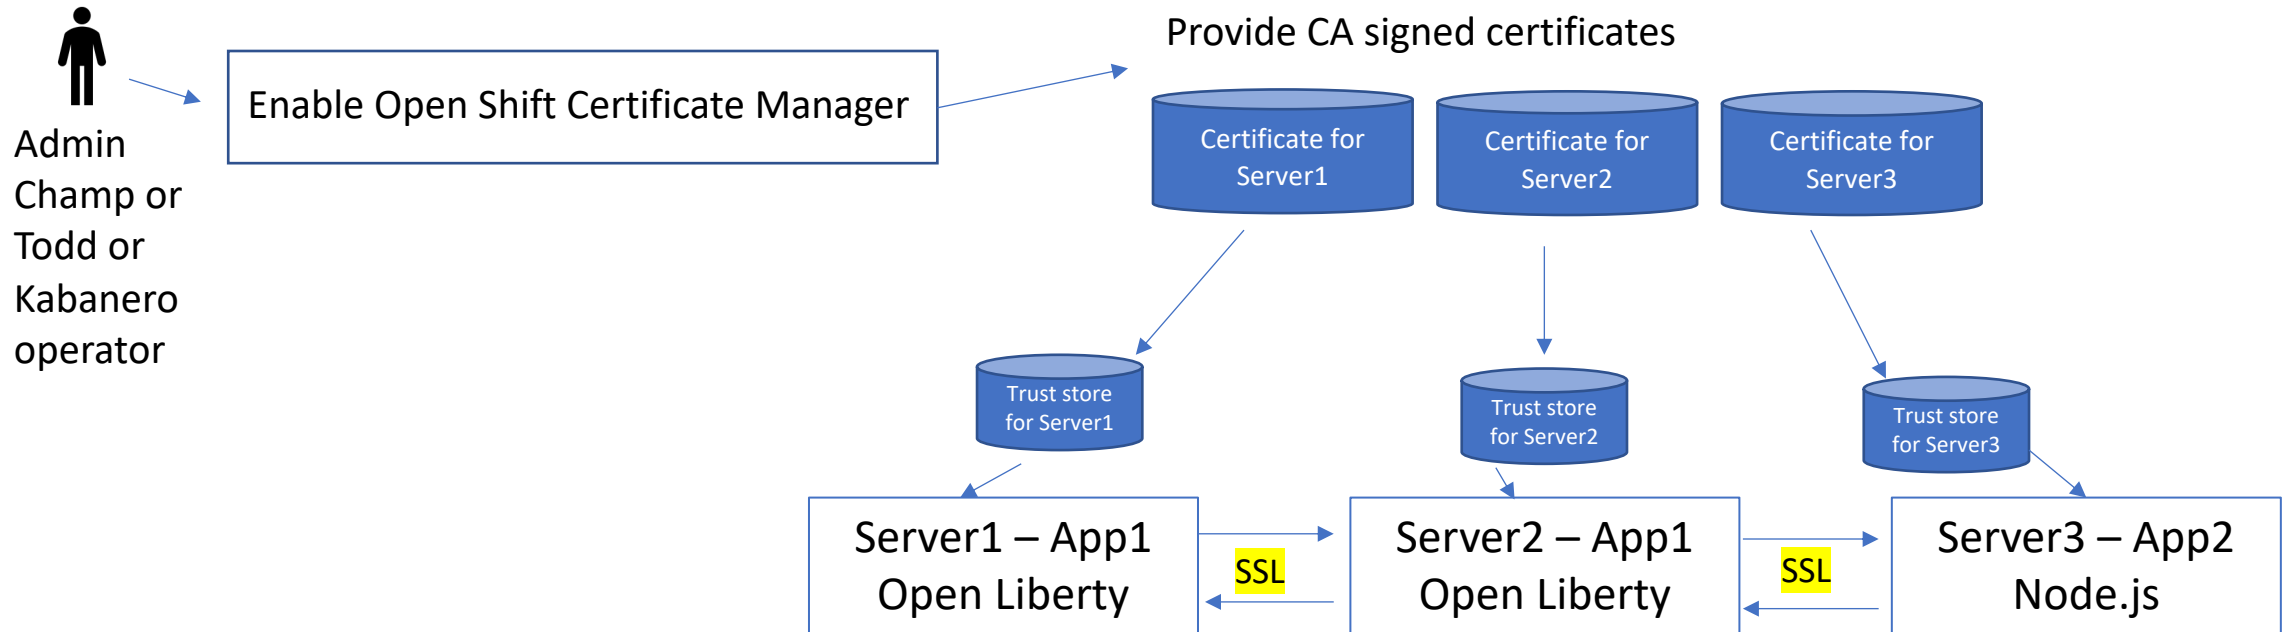 Provide CA signed certificates
Enable Open Shift Certificate Manager
Admin
Champ or
Todd or
Kabanero
operator
Certificate for
Server1
Certificate for
Server2
Certificate for
Server3
Trust store
for Server1
Trust store
for Server2
Trust store
for Server3
Server1 – App1
Open Liberty
SSL
Server2 – App1
Open Liberty
SSL
Server3 – App2
Node.js